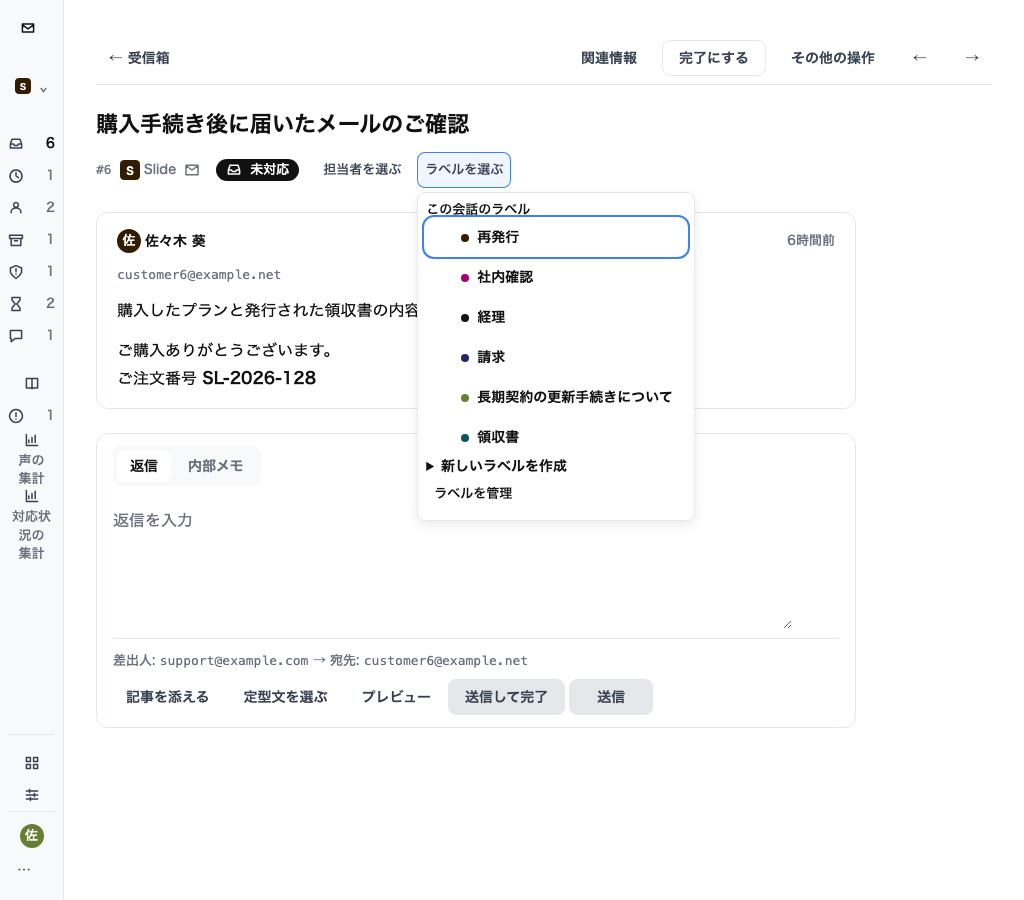 ← 受信箱
関連情報
完了にする
その他の操作
←
→
購入手続き後に届いたメールのご確認
#6
S
Slide
未対応
担当者を選ぶ
ラベルを選ぶ
この会話のラベル
再発行
社内確認
経理
請求
長期契約の更新手続きについて
領収書
新しいラベルを作成
ラベルを管理
佐
佐々木 葵
6時間前
customer6@example.net
購入したプランと発行された領収書の内容
ご購入ありがとうございます。
ご注文番号 SL-2026-128
返信
内部メモ
返信を入力
差出人: support@example.com → 宛先: customer6@example.net
記事を添える
定型文を選ぶ
プレビュー
送信して完了
送信
S
6
1
2
1
1
2
1
1
声の
集計
対応状
況の
集計
佐
…